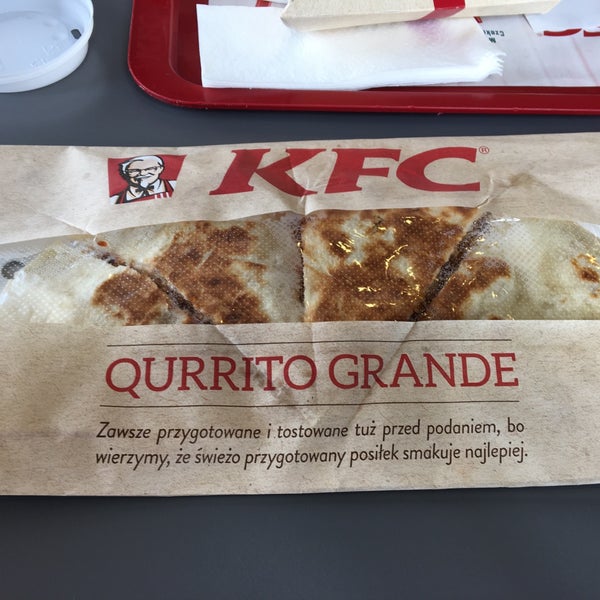 KFC®
QURRITO GRANDE
Zawsze przygotowane i tostowane tuż przed podaniem, bo
wierzymy, że świeżo przygotowany posiłek smakuje najlepiej.